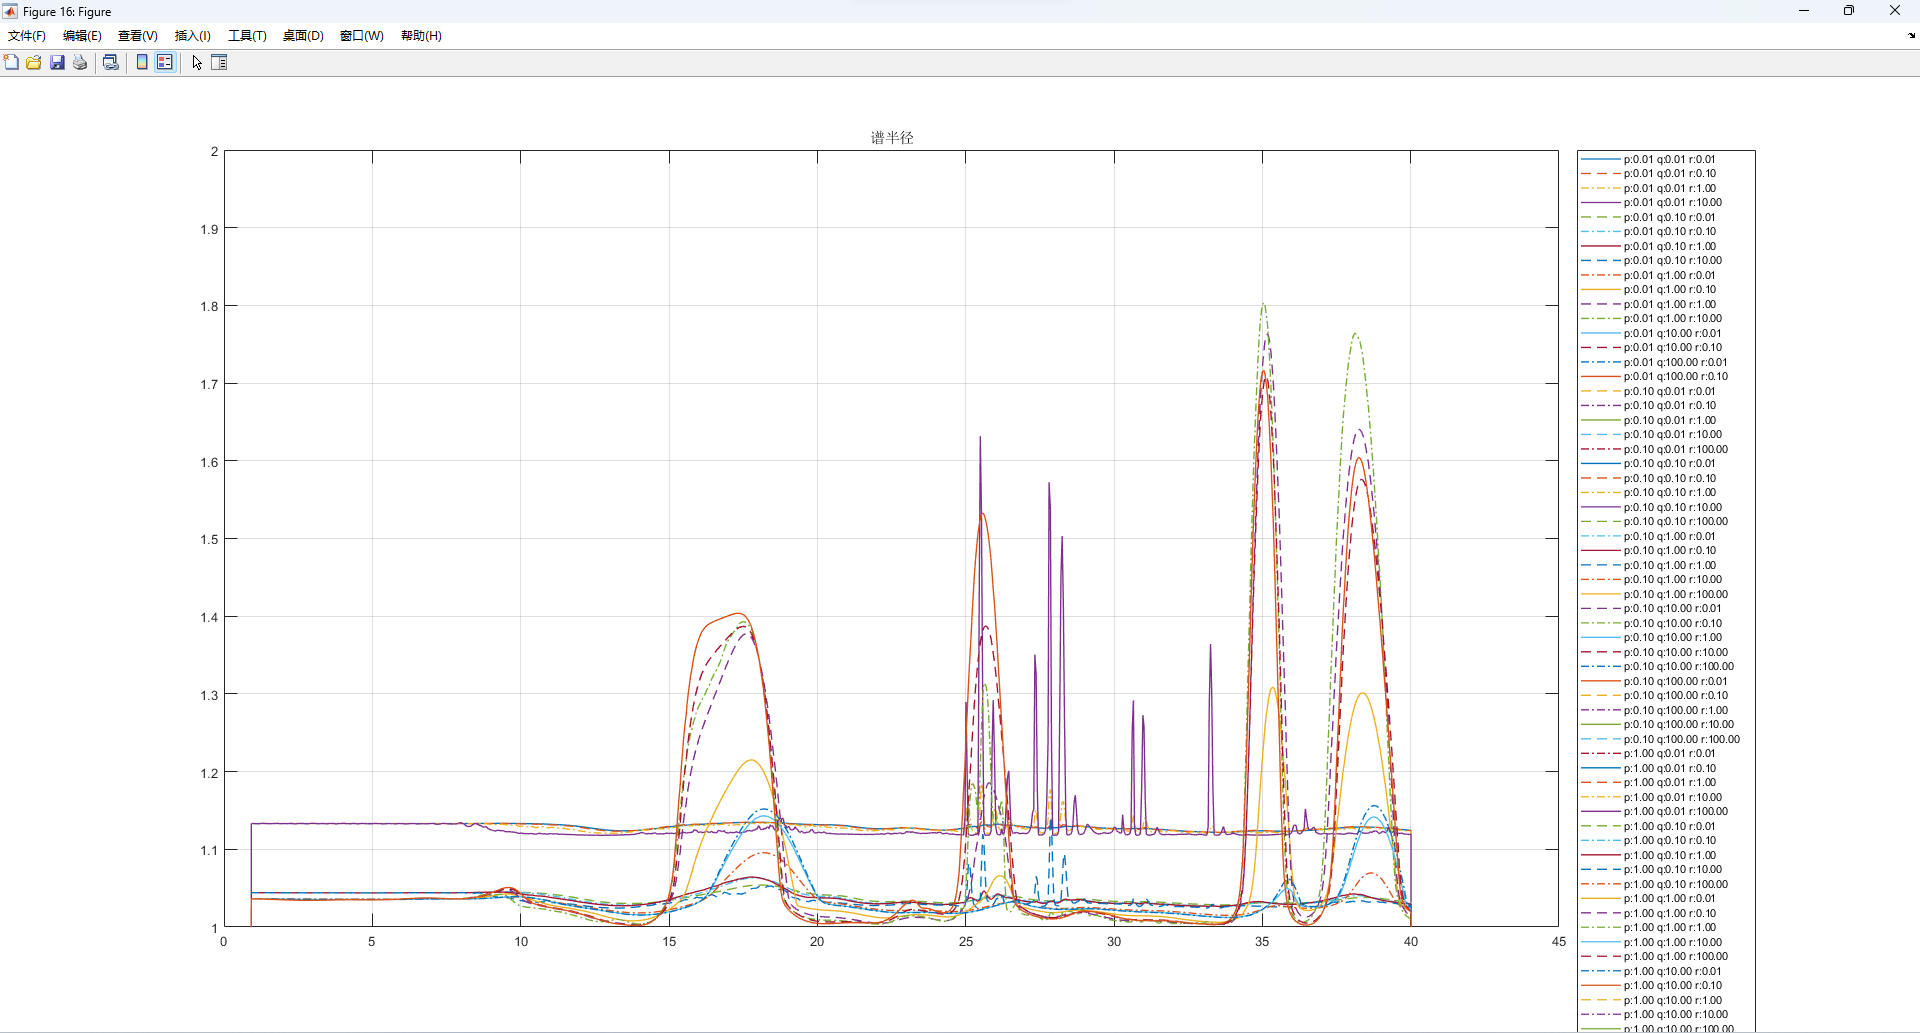 Figure 16: Figure
文件(F) 编辑(E) 查看(V) 插入(I) 工具(T) 桌面(D) 窗口(W) 帮助(H)
谱半径
2
1.9
1.8
1.7
1.6
1.5
1.4
1.3
1.2
1.1
1
0 5 10 15 20 25 30 35 40 45
p:0.01 q:0.01 r:0.01
p:0.01 q:0.01 r:0.10
p:0.01 q:0.01 r:1.00
p:0.01 q:0.01 r:10.00
p:0.01 q:0.10 r:0.01
p:0.01 q:0.10 r:0.10
p:0.01 q:0.10 r:1.00
p:0.01 q:0.10 r:10.00
p:0.01 q:1.00 r:0.01
p:0.01 q:1.00 r:0.10
p:0.01 q:1.00 r:1.00
p:0.01 q:1.00 r:10.00
p:0.01 q:10.00 r:0.01
p:0.01 q:10.00 r:0.10
p:0.01 q:100.00 r:0.01
p:0.01 q:100.00 r:0.10
p:0.10 q:0.01 r:0.01
p:0.10 q:0.01 r:0.10
p:0.10 q:0.01 r:1.00
p:0.10 q:0.01 r:10.00
p:0.10 q:0.01 r:100.00
p:0.10 q:0.10 r:0.01
p:0.10 q:0.10 r:0.10
p:0.10 q:0.10 r:1.00
p:0.10 q:0.10 r:10.00
p:0.10 q:0.10 r:100.00
p:0.10 q:1.00 r:0.01
p:0.10 q:1.00 r:0.10
p:0.10 q:1.00 r:1.00
p:0.10 q:1.00 r:10.00
p:0.10 q:1.00 r:100.00
p:0.10 q:10.00 r:0.01
p:0.10 q:10.00 r:0.10
p:0.10 q:10.00 r:1.00
p:0.10 q:10.00 r:10.00
p:0.10 q:10.00 r:100.00
p:0.10 q:100.00 r:0.01
p:0.10 q:100.00 r:0.10
p:0.10 q:100.00 r:1.00
p:0.10 q:100.00 r:10.00
p:0.10 q:100.00 r:100.00
p:1.00 q:0.01 r:0.01
p:1.00 q:0.01 r:0.10
p:1.00 q:0.01 r:1.00
p:1.00 q:0.01 r:10.00
p:1.00 q:0.01 r:100.00
p:1.00 q:0.10 r:0.01
p:1.00 q:0.10 r:0.10
p:1.00 q:0.10 r:1.00
p:1.00 q:0.10 r:10.00
p:1.00 q:0.10 r:100.00
p:1.00 q:1.00 r:0.01
p:1.00 q:1.00 r:0.10
p:1.00 q:1.00 r:1.00
p:1.00 q:1.00 r:10.00
p:1.00 q:1.00 r:100.00
p:1.00 q:10.00 r:0.01
p:1.00 q:10.00 r:0.10
p:1.00 q:10.00 r:1.00
p:1.00 q:10.00 r:10.00
p:1.00 q:10.00 r:100.00